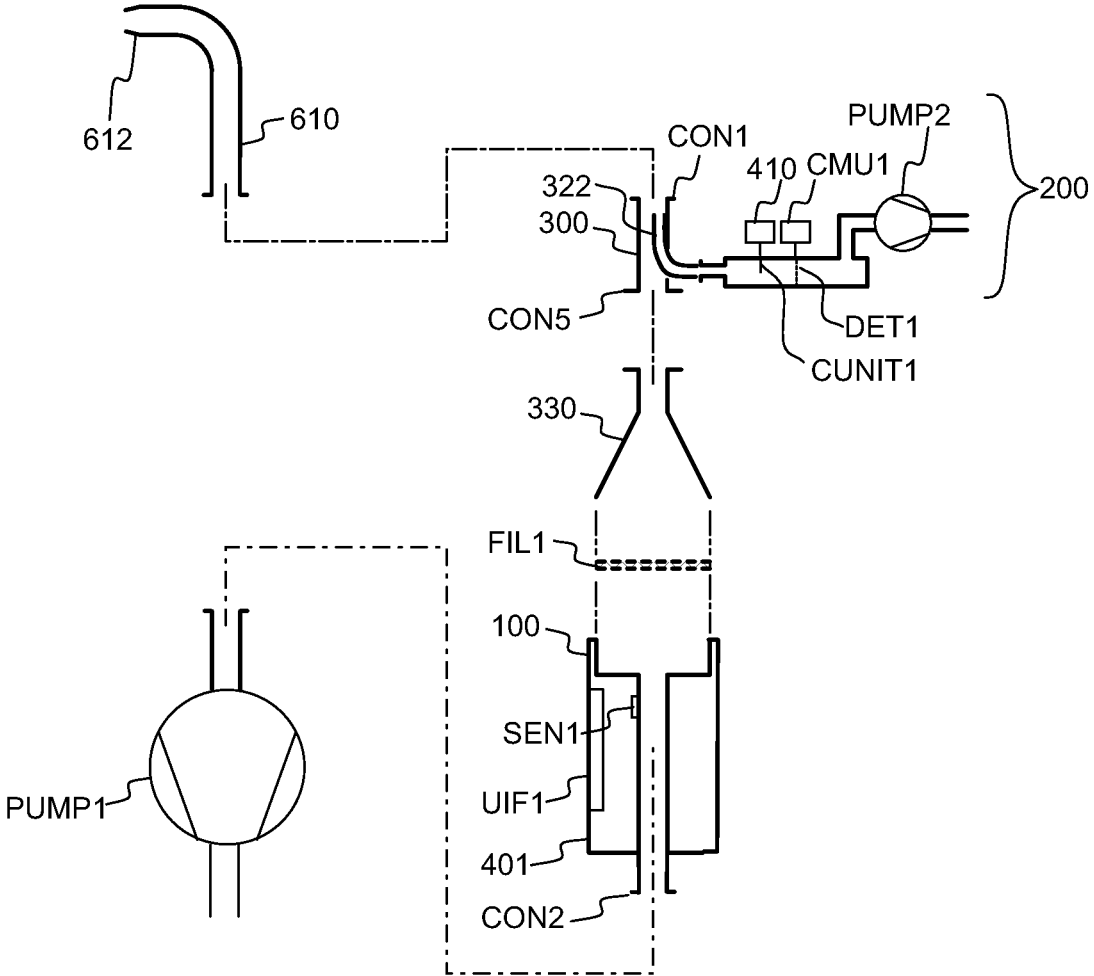 612
610
PUMP2
CON1
410
CMU1
200
322
300
CON5
DET1
CUNIT1
330
FIL1
100
SEN1
UIF1
PUMP1
401
CON2